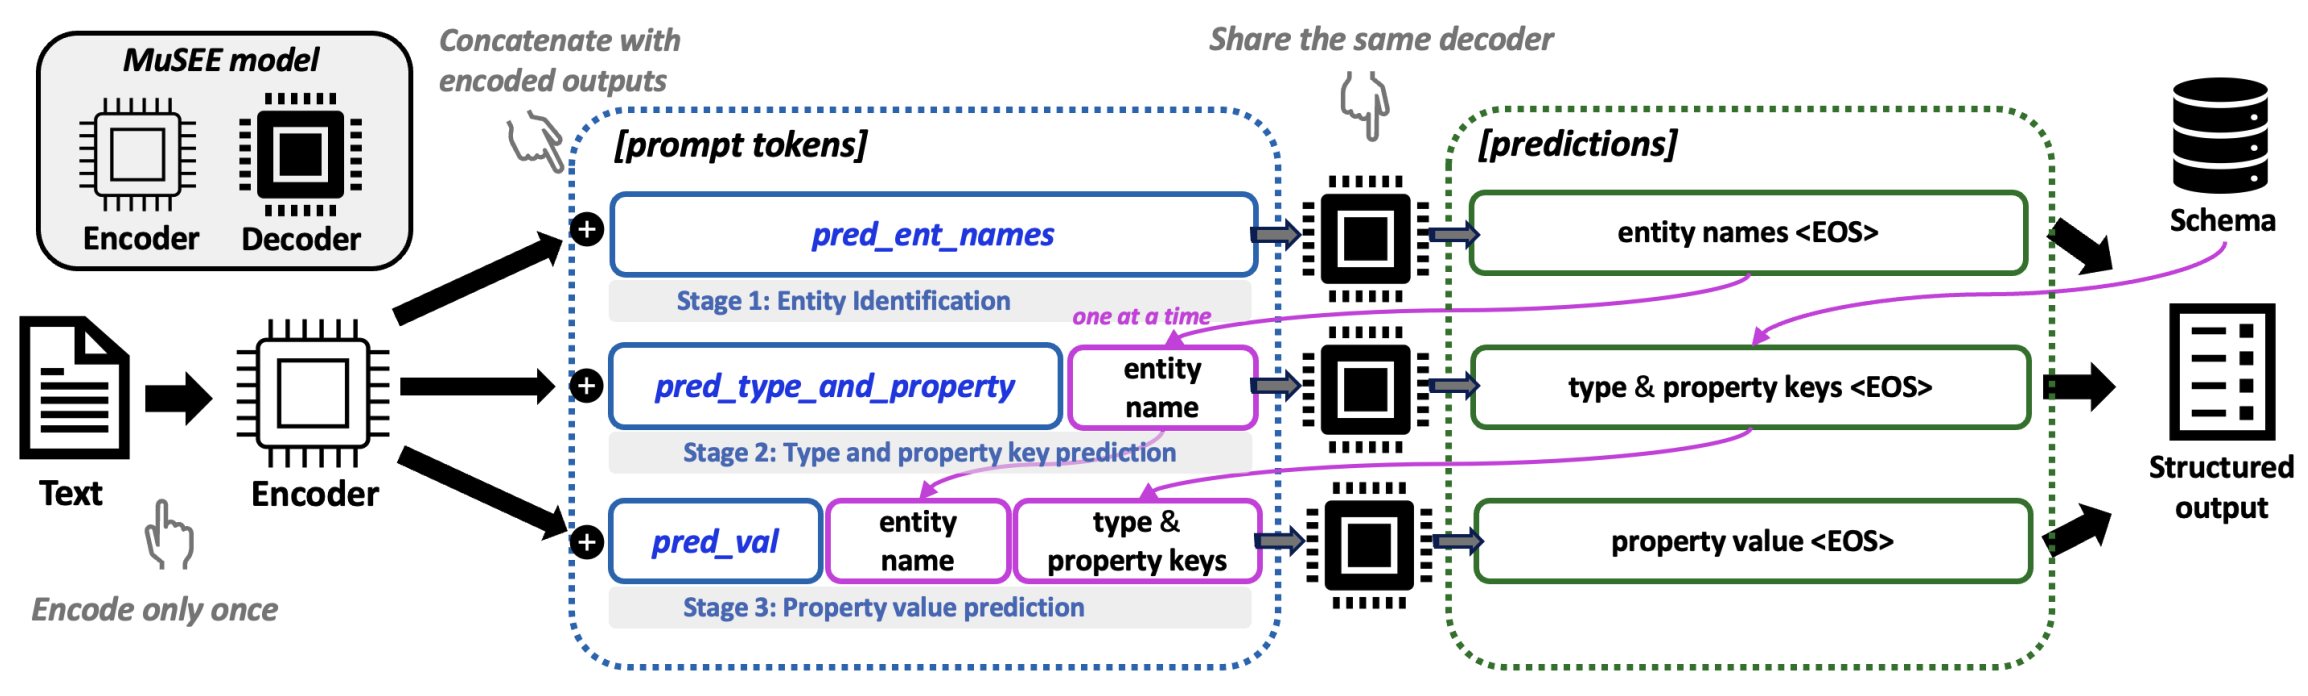 MuSEE model
Encoder
Decoder
Concatenate with
encoded outputs
Share the same decoder
[prompt tokens]
[predictions]
pred_ent_names
entity names <EOS>
Schema
Stage 1: Entity Identification
one at a time
pred_type_and_property
entity
name
type & property keys <EOS>
Stage 2: Type and property key prediction
Text
Encoder
Structured
output
pred_val
entity
name
type &
property keys
property value <EOS>
Stage 3: Property value prediction
Encode only once